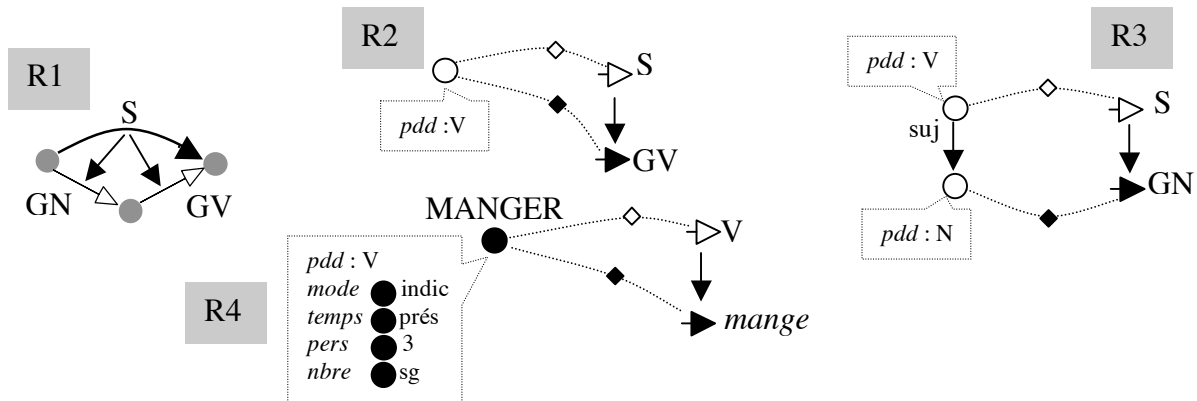 R1
S
GN
GV
R2
pdd :V
S
GV
R3
pdd : V
suj
pdd : N
S
GN
R4
MANGER
pdd : V
mode indic
temps prés
pers 3
nbre sg
V
mange